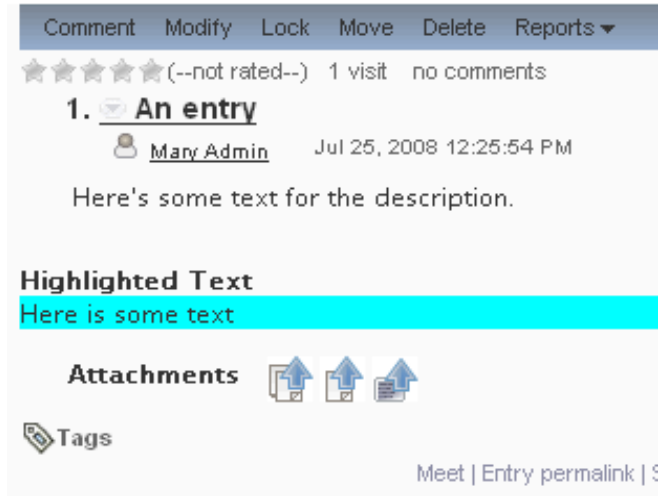 Comment Modify Lock Move Delete Reports
(--not rated--) 1 visit no comments
1. An entry
Mary Admin Jul 25, 2008 12:25:54 PM
Here's some text for the description.
Highlighted Text
Here is some text
Attachments
Tags
Meet | Entry permalink |